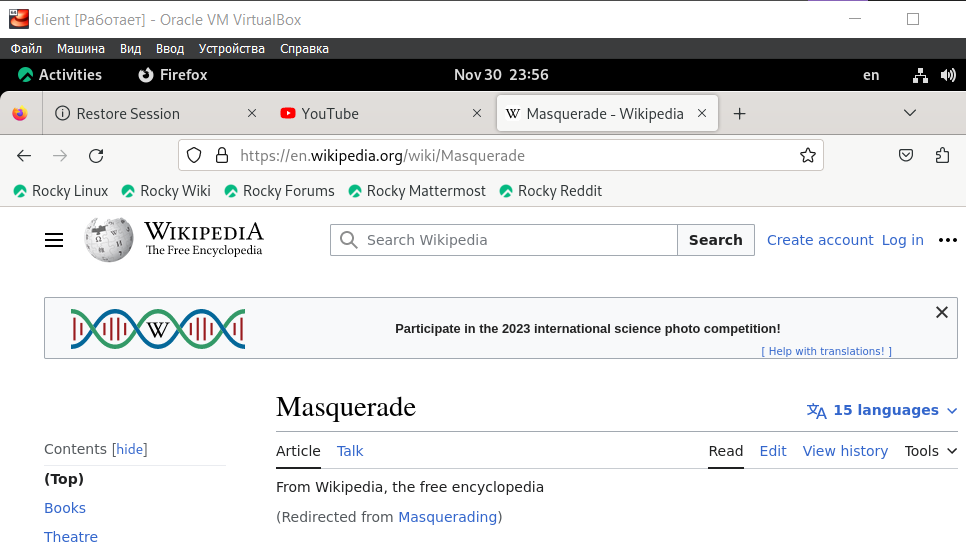 client [Работает] - Oracle VM VirtualBox
Файл Машина Вид Ввод Устройства Справка
Activities Firefox Nov 30 23:56 en
Restore Session YouTube Masquerade - Wikipedia
https://en.wikipedia.org/wiki/Masquerade
Rocky Linux Rocky Wiki Rocky Forums Rocky Mattermost Rocky Reddit
WIKIPEDIA
The Free Encyclopedia
Search Wikipedia Search Create account Log in
W Participate in the 2023 international science photo competition!
[ Help with translations! ]
Masquerade 15 languages
Contents [hide] Article Talk Read Edit View history Tools
(Top) From Wikipedia, the free encyclopedia
Books (Redirected from Masquerading)
Theatre